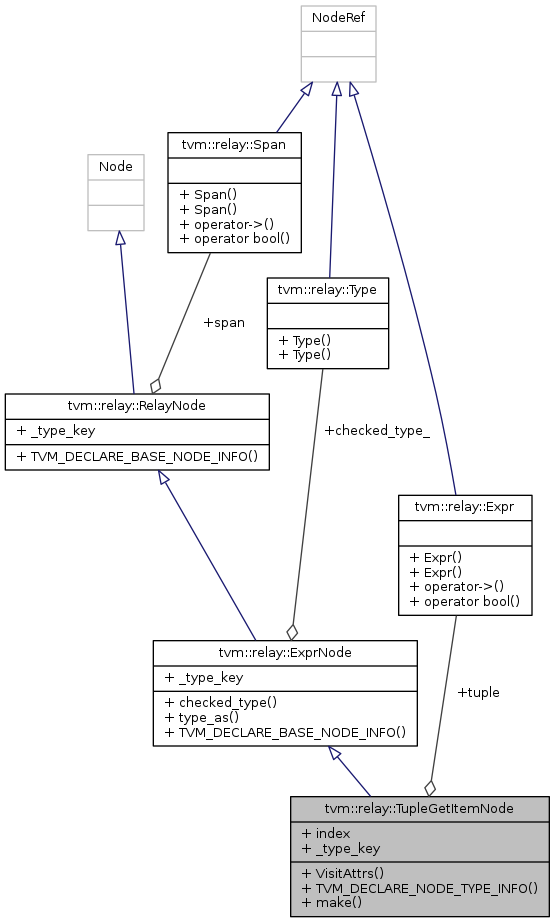 NodeRef
tvm::relay::Span
+ Span()
+ Span()
+ operator->()
+ operator bool()
Node
tvm::relay::Type
+ Type()
+ Type()
+span
tvm::relay::RelayNode
+ _type_key
+ TVM_DECLARE_BASE_NODE_INFO()
+checked_type_
tvm::relay::Expr
+ Expr()
+ Expr()
+ operator->()
+ operator bool()
tvm::relay::ExprNode
+ _type_key
+ checked_type()
+ type_as()
+ TVM_DECLARE_BASE_NODE_INFO()
+tuple
tvm::relay::TupleGetItemNode
+ index
+ _type_key
+ VisitAttrs()
+ TVM_DECLARE_NODE_TYPE_INFO()
+ make()